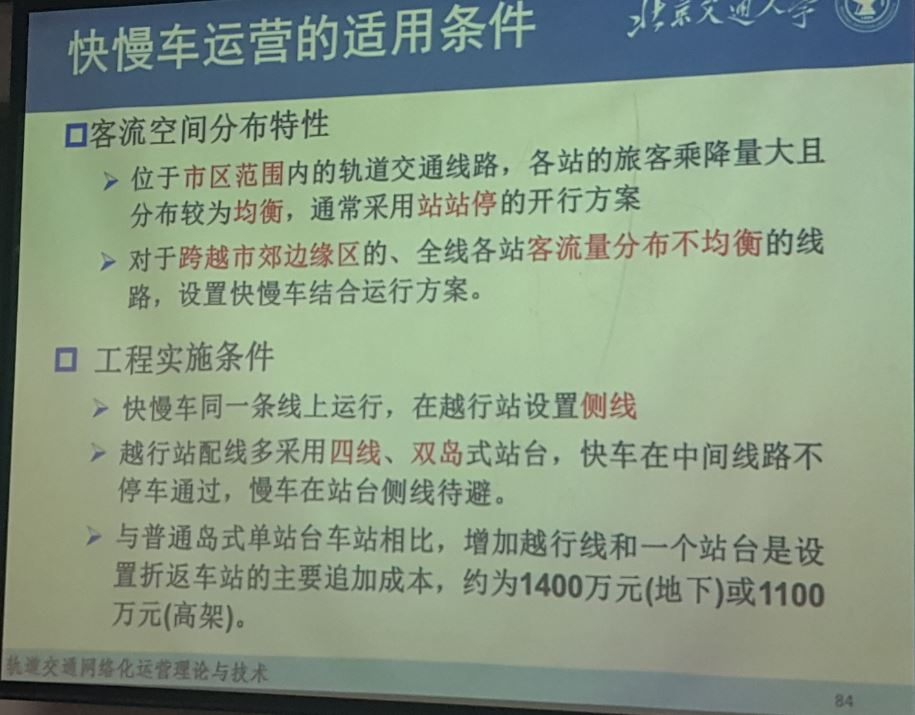 快慢车运营的适用条件
北京交通大学
客流空间分布特性
位于市区范围内的轨道交通线路，各站的旅客乘降量大且
分布较为均衡，通常采用站站停的开行方案
对于跨越市郊边缘区的、全线各站客流量分布不均衡的线
路，设置快慢车结合运行方案。
工程实施条件
快慢车同一条线上运行，在越行站设置侧线
越行站配线多采用四线、双岛式站台，快车在中间线路不
停车通过，慢车在站台侧线待避。
与普通岛式单站台车站相比，增加越行线和一个站台是设
置折返车站的主要追加成本，约为1400万元(地下)或1100
万元(高架)。
轨道交通网络化运营理论与技术
84